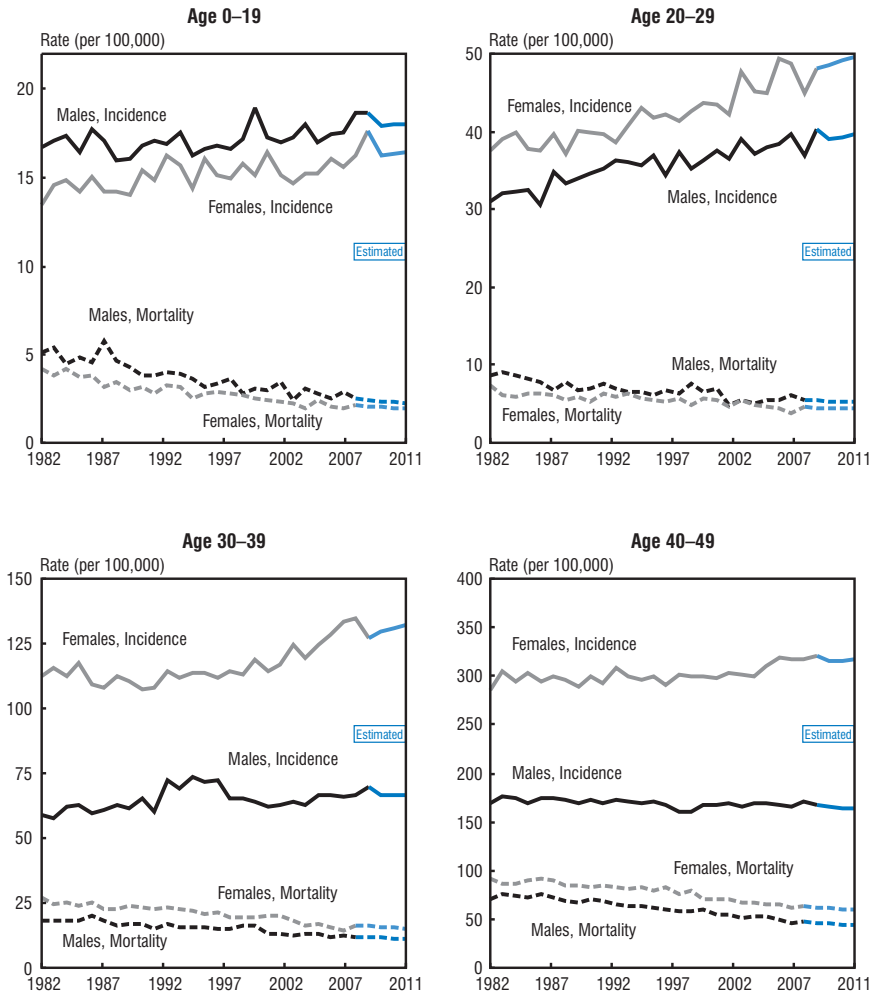 Age 0–19
Rate (per 100,000)
20
15
10
5
0
Males, Incidence
Females, Incidence
Estimated
Males, Mortality
Females, Mortality
1982 1987 1992 1997 2002 2007 2011
Age 20–29
Rate (per 100,000)
50
40
30
20
10
0
Females, Incidence
Males, Incidence
Estimated
Males, Mortality
Females, Mortality
1982 1987 1992 1997 2002 2007 2011
Age 30–39
Rate (per 100,000)
150
125
100
75
50
25
0
Females, Incidence
Estimated
Males, Incidence
Females, Mortality
Males, Mortality
1982 1987 1992 1997 2002 2007 2011
Age 40–49
Rate (per 100,000)
400
350
300
250
200
150
100
50
0
Females, Incidence
Estimated
Males, Incidence
Females, Mortality
Males, Mortality
1982 1987 1992 1997 2002 2007 2011